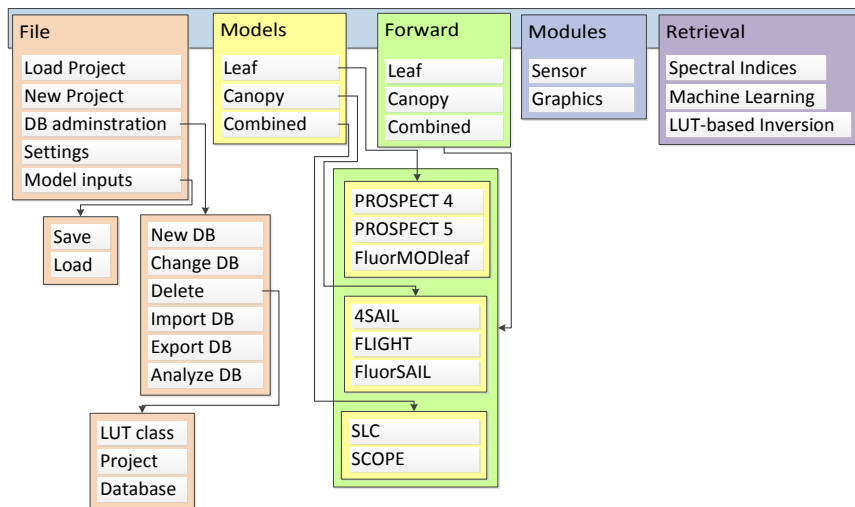 File
Load Project
New Project
DB adminstration
Settings
Model inputs
Models
Leaf
Canopy
Combined
Forward
Leaf
Canopy
Combined
Modules
Sensor
Graphics
Retrieval
Spectral Indices
Machine Learning
LUT-based Inversion
Save
Load
New DB
Change DB
Delete
Import DB
Export DB
Analyze DB
LUT class
Project
Database
PROSPECT 4
PROSPECT 5
FluorMODleaf
4SAIL
FLIGHT
FluorSAIL
SLC
SCOPE